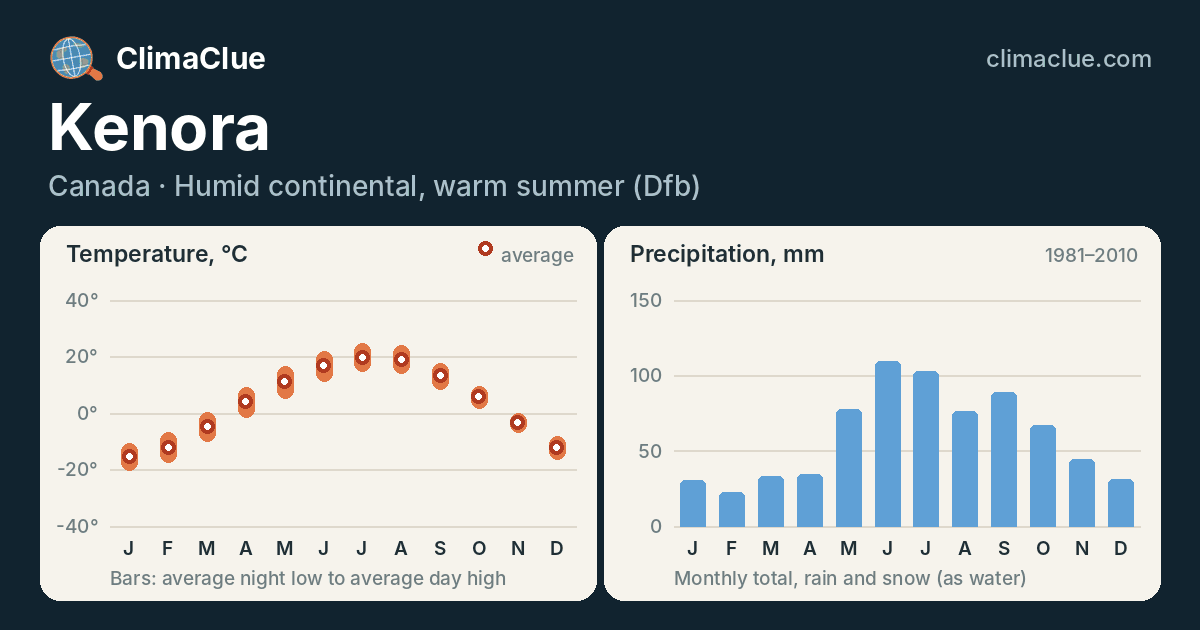 ClimaClue
climaclue.com
Kenora
Canada · Humid continental, warm summer (Dfb)
Temperature, °C
average
40°
20°
0°
-20°
-40°
J F M A M J J A S O N D
Bars: average night low to average day high
Precipitation, mm
1981–2010
150
100
50
0
J F M A M J J A S O N D
Monthly total, rain and snow (as water)